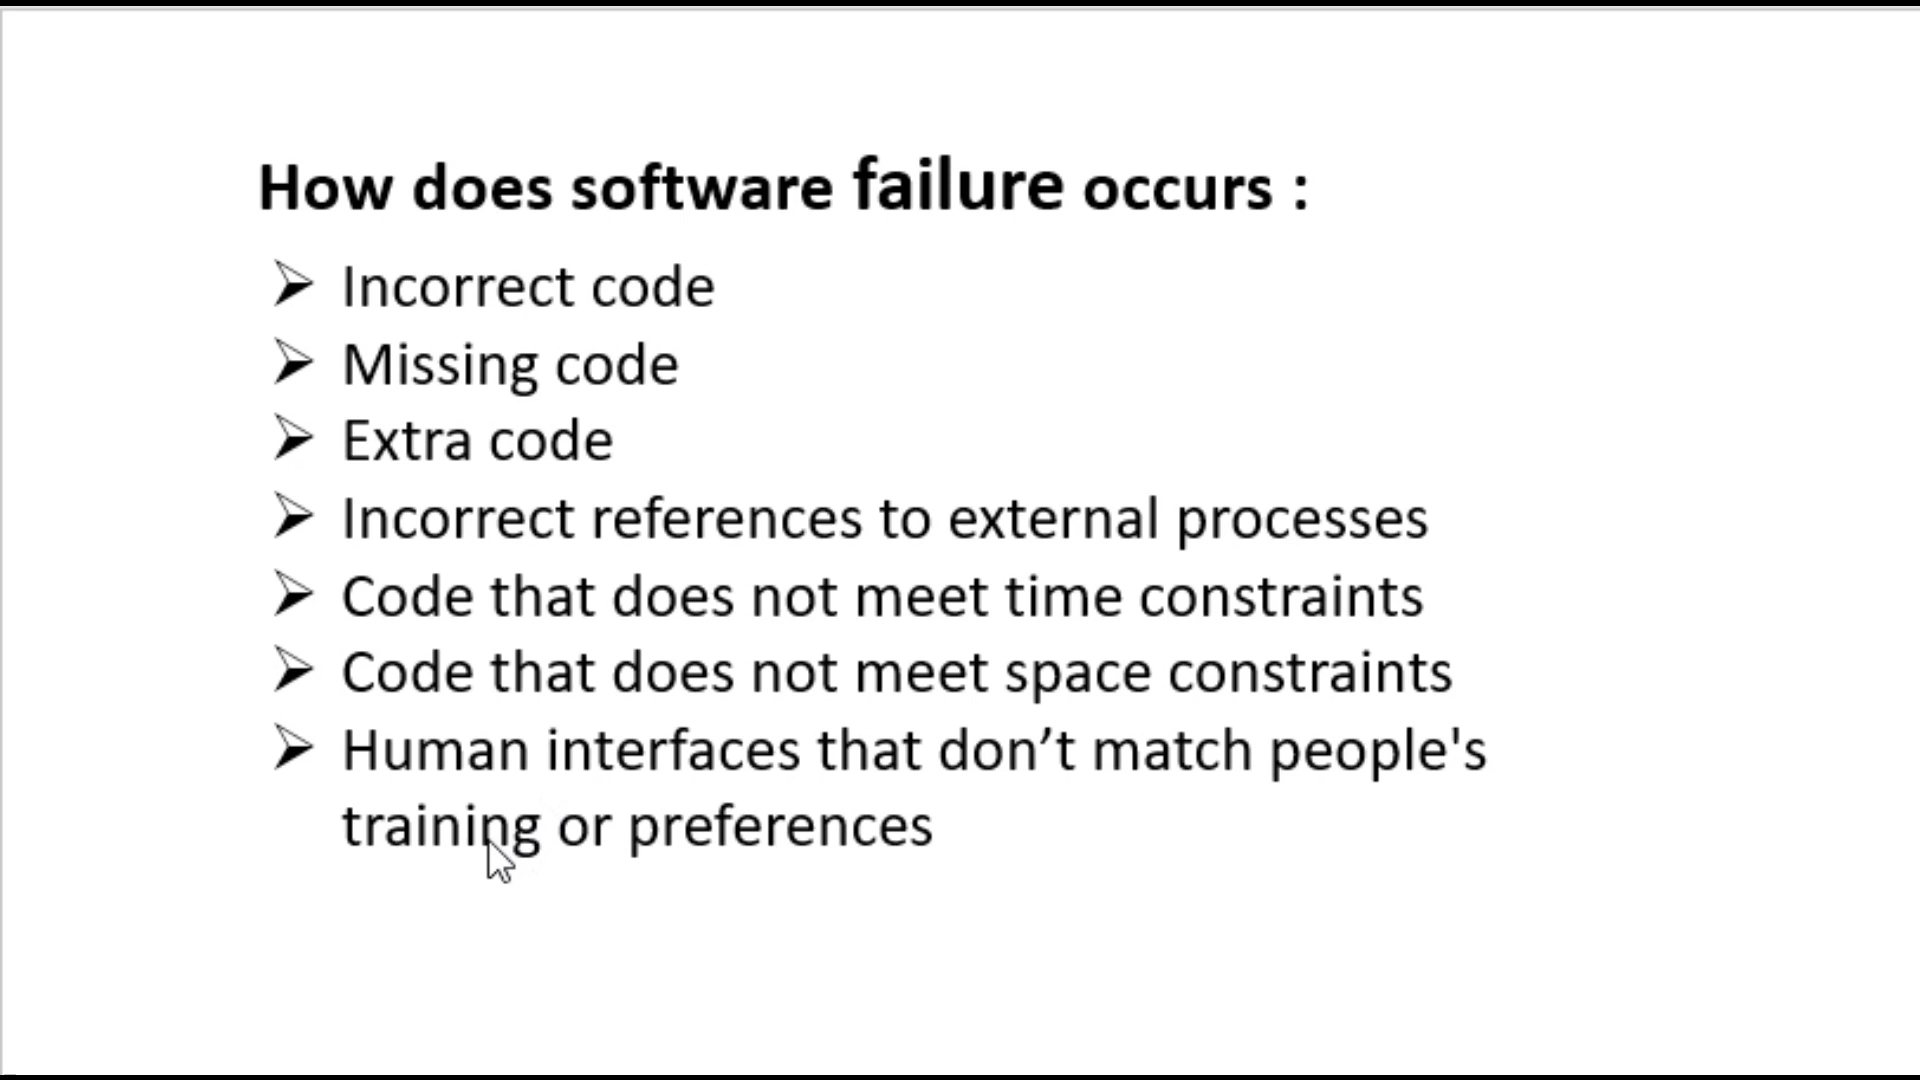 How does software failure occurs :
➢ Incorrect code
➢ Missing code
➢ Extra code
➢ Incorrect references to external processes
➢ Code that does not meet time constraints
➢ Code that does not meet space constraints
➢ Human interfaces that don’t match people's
training or preferences